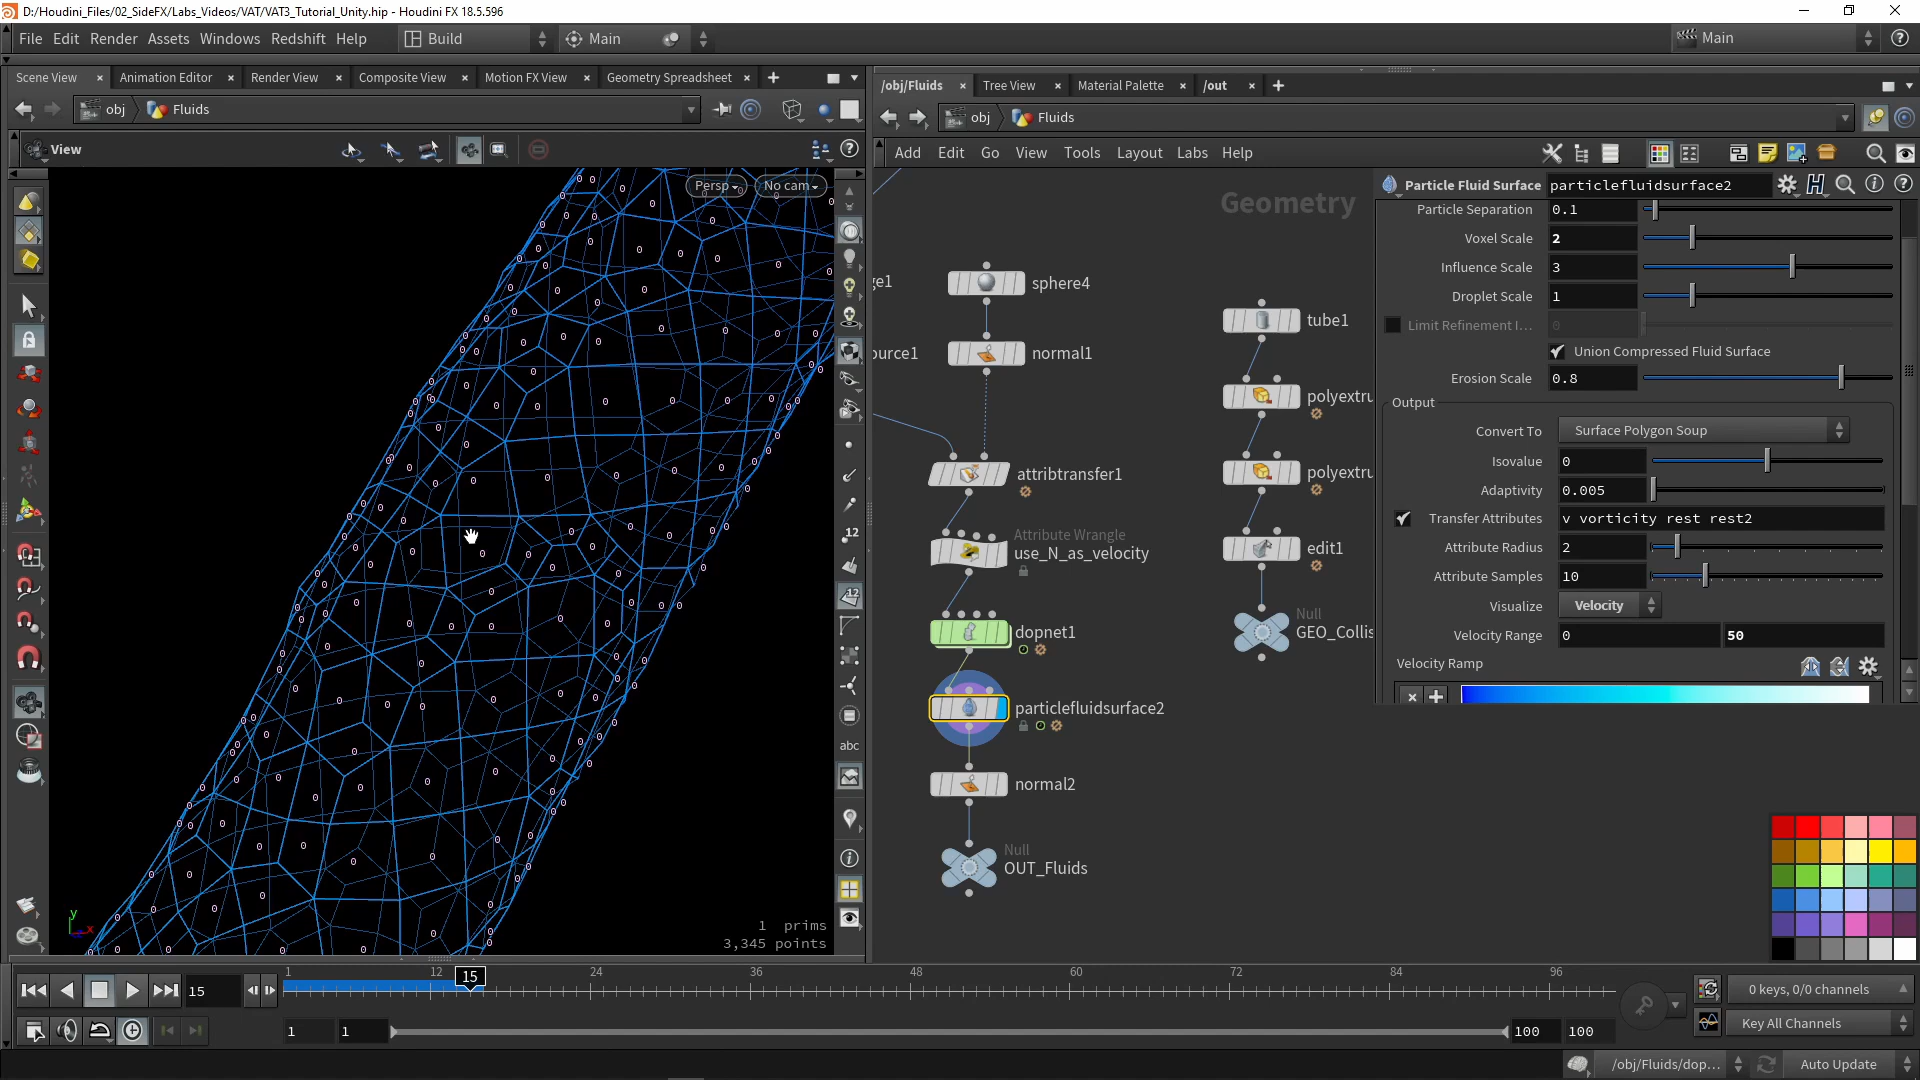 D:/Houdini_Files/02_SideFX/Labs_Videos/VAT/VAT3_Tutorial_Unity.hip - Houdini FX 18.5.596
File Edit Render Assets Windows Redshift Help Build Main Main
Scene View Animation Editor Render View Composite View Motion FX View Geometry Spreadsheet
obj Fluids
View
Persp No cam
1 prims
3,345 points
/obj/Fluids Tree View Material Palette /out
obj Fluids
Add Edit Go View Tools Layout Labs Help
Geometry
ge1
sphere4
ource1
normal1
attribtransfer1
Attribute Wrangle
use_N_as_velocity
dopnet1
particlefluidsurface2
normal2
Null
OUT_Fluids
tube1
polyextru
polyextru
edit1
Null
GEO_Collis
Particle Fluid Surface particlefluidsurface2
Particle Separation 0.1
Voxel Scale 2
Influence Scale 3
Droplet Scale 1
Limit Refinement I... 0
Union Compressed Fluid Surface
Erosion Scale 0.8
Output
Convert To Surface Polygon Soup
Isovalue 0
Adaptivity 0.005
Transfer Attributes v vorticity rest rest2
Attribute Radius 2
Attribute Samples 10
Visualize Velocity
Velocity Range 0 50
Velocity Ramp
12
12
abc
y
x
1 12 15 24 36 48 60 72 84 96
15
0 keys, 0/0 channels
1 1 100 100
Key All Channels
/obj/Fluids/dop... Auto Update